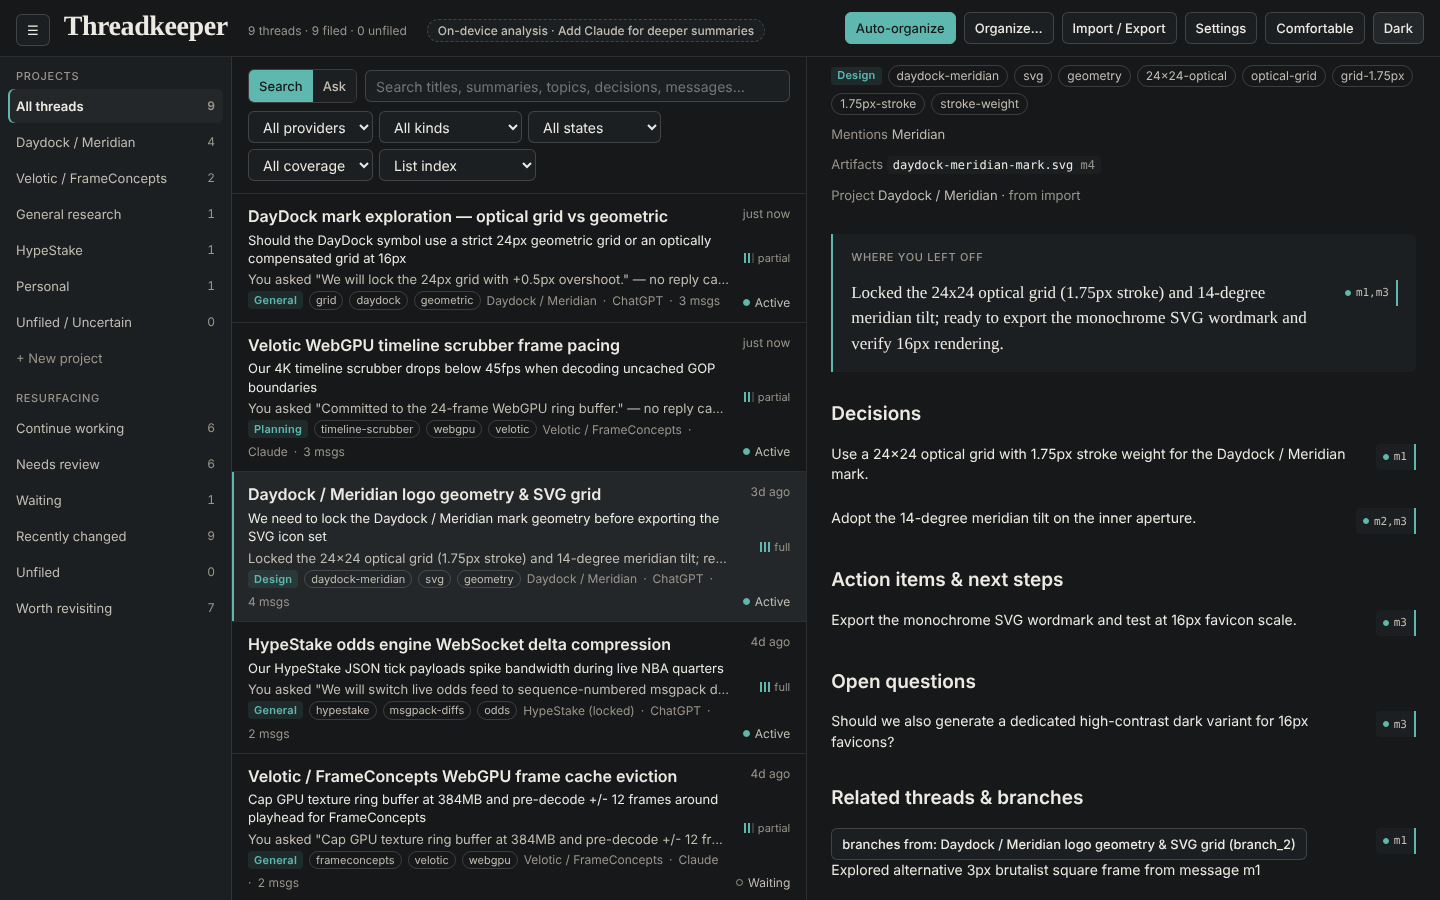 ☰ Threadkeeper 9 threads · 9 filed · 0 unfiled On-device analysis · Add Claude for deeper summaries Auto-organize Organize... Import / Export Settings Comfortable Dark
PROJECTS
All threads 9
Daydock / Meridian 4
Velotic / FrameConcepts 2
General research 1
HypeStake 1
Personal 1
Unfiled / Uncertain 0
+ New project
RESURFACING
Continue working 6
Needs review 6
Waiting 1
Recently changed 9
Unfiled 0
Worth revisiting 7
Search Ask Search titles, summaries, topics, decisions, messages...
All providers All kinds All states
All coverage List index
DayDock mark exploration — optical grid vs geometric just now
Should the DayDock symbol use a strict 24px geometric grid or an optically
compensated grid at 16px
partial
You asked "We will lock the 24px grid with +0.5px overshoot." — no reply ca...
General grid daydock geometric Daydock / Meridian · ChatGPT · 3 msgs Active
Velotic WebGPU timeline scrubber frame pacing just now
Our 4K timeline scrubber drops below 45fps when decoding uncached GOP
boundaries
partial
You asked "Committed to the 24-frame WebGPU ring buffer." — no reply ca...
Planning timeline-scrubber webgpu velotic Velotic / FrameConcepts ·
Claude · 3 msgs Active
Daydock / Meridian logo geometry & SVG grid 3d ago
We need to lock the Daydock / Meridian mark geometry before exporting the
SVG icon set
full
Locked the 24×24 optical grid (1.75px stroke) and 14-degree meridian tilt; re...
Design daydock-meridian svg geometry Daydock / Meridian · ChatGPT ·
4 msgs Active
HypeStake odds engine WebSocket delta compression 4d ago
Our HypeStake JSON tick payloads spike bandwidth during live NBA quarters
full
You asked "We will switch live odds feed to sequence-numbered msgpack d...
General hypestake msgpack-diffs odds HypeStake (locked) · ChatGPT ·
2 msgs Active
Velotic / FrameConcepts WebGPU frame cache eviction 4d ago
Cap GPU texture ring buffer at 384MB and pre-decode +/- 12 frames around
playhead for FrameConcepts
partial
You asked "Cap GPU texture ring buffer at 384MB and pre-decode +/- 12 fr...
General frameconcepts velotic webgpu Velotic / FrameConcepts · Claude
· 2 msgs Waiting
Design daydock-meridian svg geometry 24×24-optical optical-grid grid-1.75px
1.75px-stroke stroke-weight
Mentions Meridian
Artifacts daydock-meridian-mark.svg m4
Project Daydock / Meridian · from import
WHERE YOU LEFT OFF
Locked the 24x24 optical grid (1.75px stroke) and 14-degree m1,m3
meridian tilt; ready to export the monochrome SVG wordmark and
verify 16px rendering.
Decisions
Use a 24×24 optical grid with 1.75px stroke weight for the Daydock / Meridian m1
mark.
Adopt the 14-degree meridian tilt on the inner aperture. m2,m3
Action items & next steps
Export the monochrome SVG wordmark and test at 16px favicon scale. m3
Open questions
Should we also generate a dedicated high-contrast dark variant for 16px m3
favicons?
Related threads & branches
branches from: Daydock / Meridian logo geometry & SVG grid (branch_2) m1
Explored alternative 3px brutalist square frame from message m1